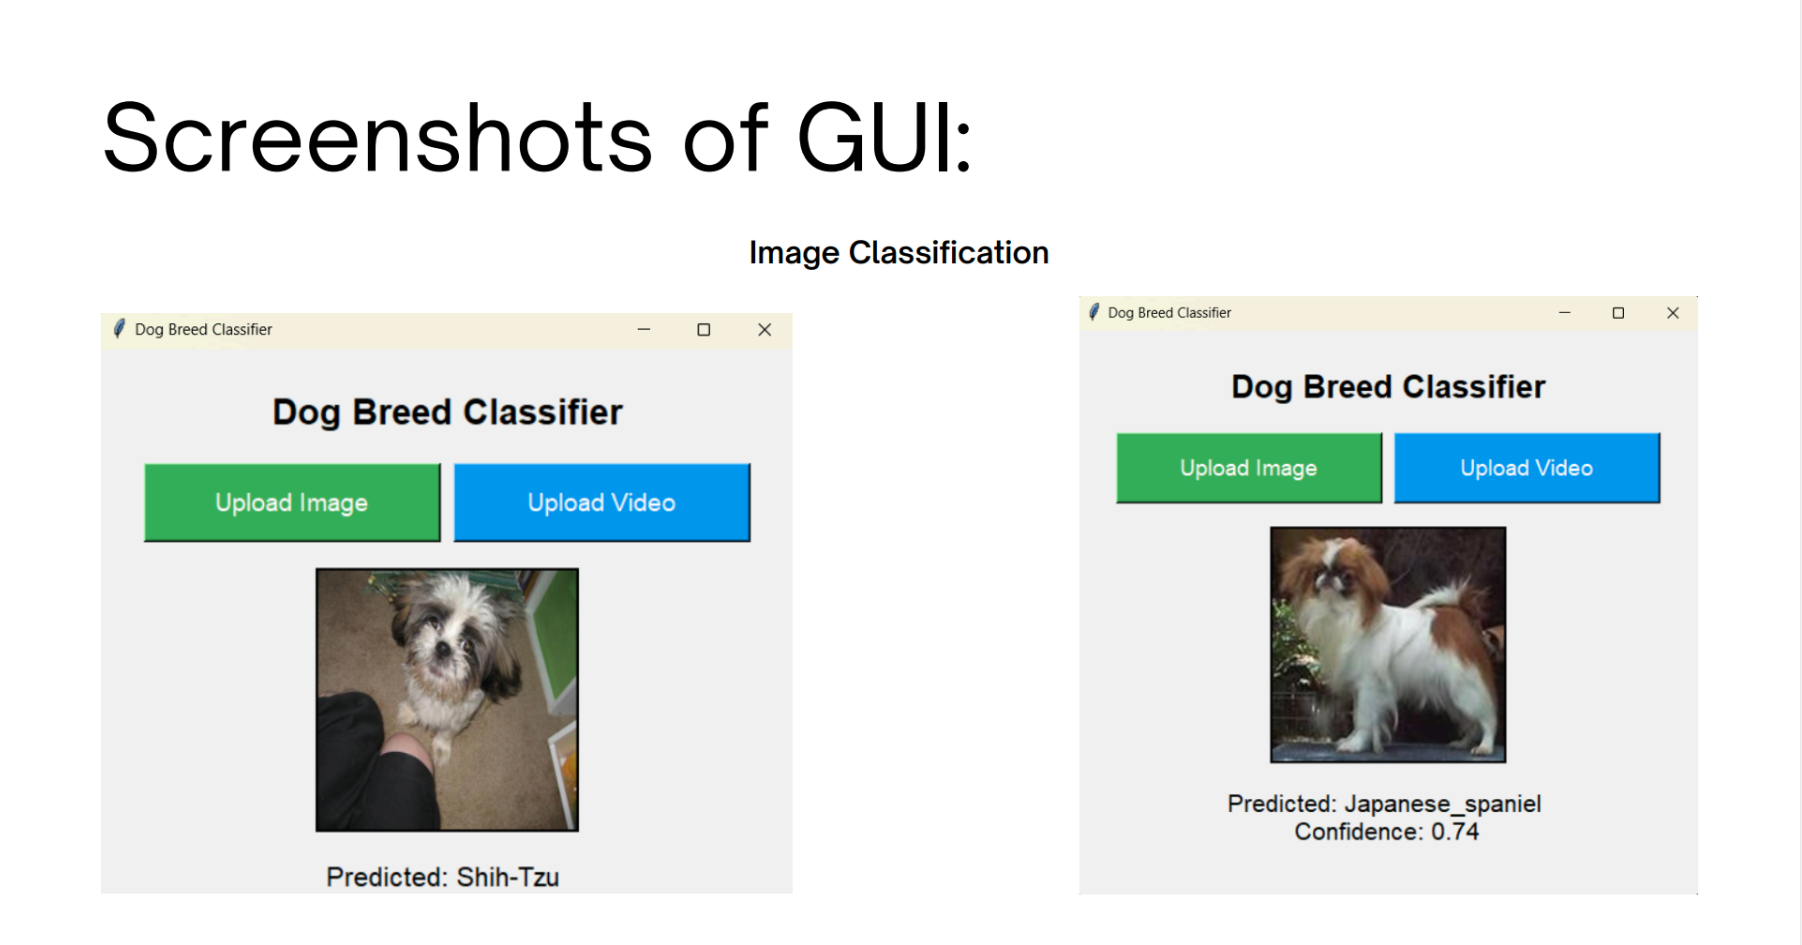 Screenshots of GUI:
Image Classification
Dog Breed Classifier
Dog Breed Classifier
Upload Image
Upload Video
Predicted: Shih-Tzu
Dog Breed Classifier
Dog Breed Classifier
Upload Image
Upload Video
Predicted: Japanese_spaniel
Confidence: 0.74